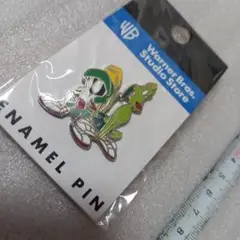 WB
Warner Bros.
Studio Store
ENAMEL PIN